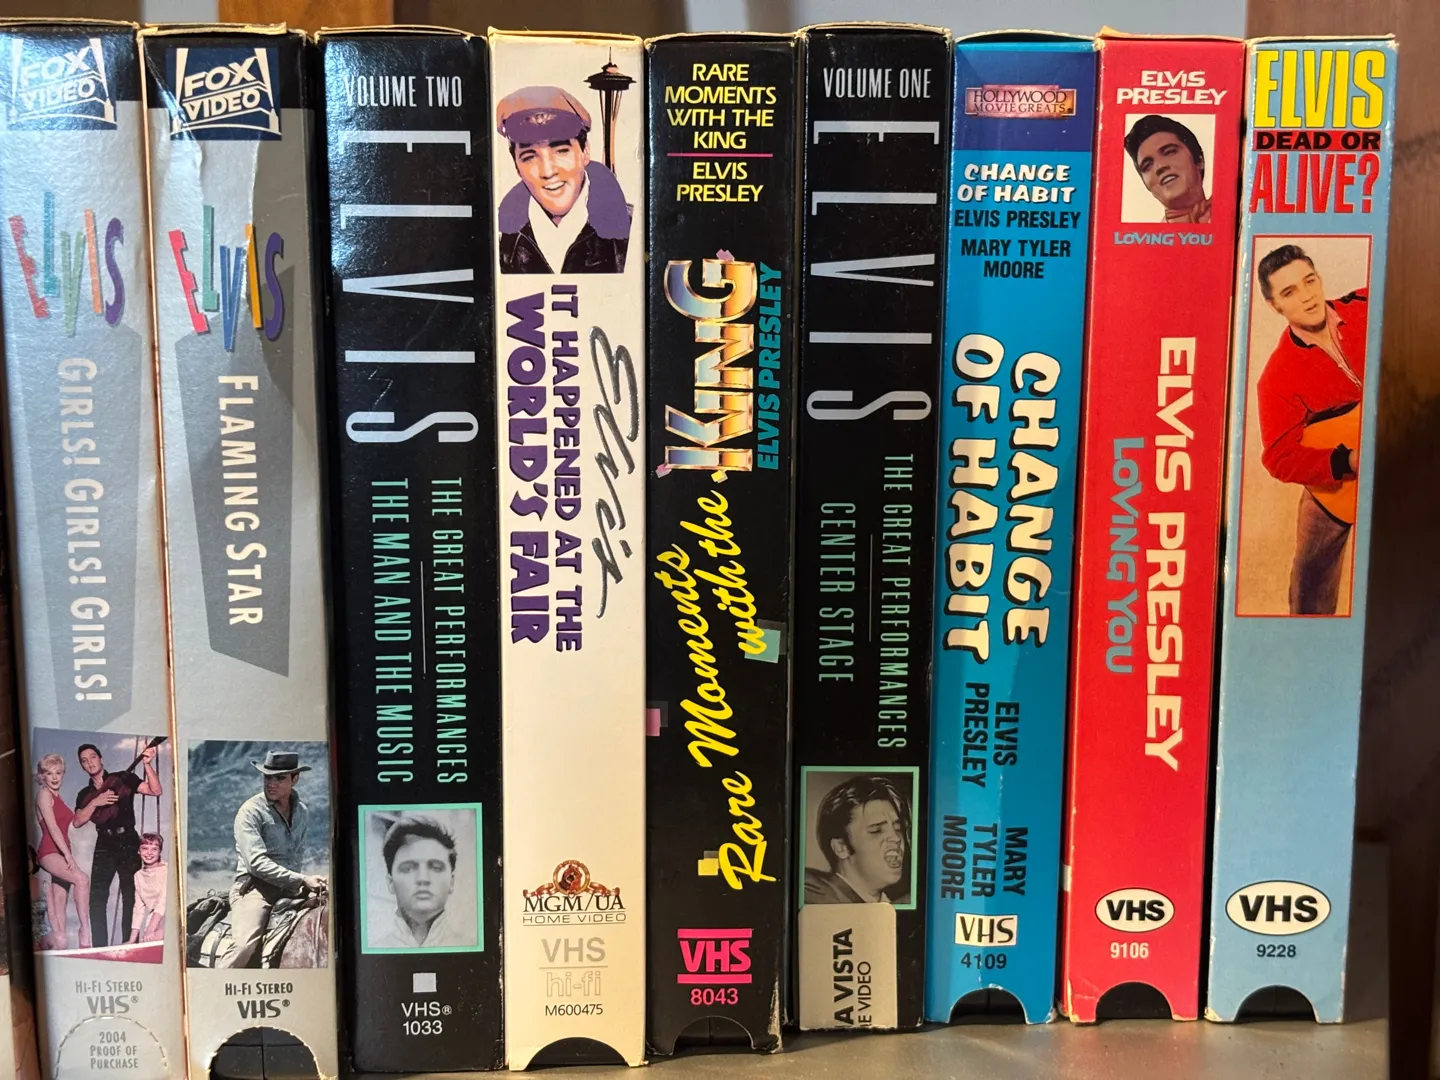 FOX
VIDEO
ELVIS
GIRLS! GIRLS! GIRLS!
HI-FI STEREO
VHS®
2004
PROOF OF
PURCHASE
FOX
VIDEO
ELVIS
FLAMING STAR
HI-FI STEREO
VHS®
VOLUME TWO
ELVIS
THE GREAT PERFORMANCES
THE MAN AND THE MUSIC
VHS®
1033
Elvis
IT HAPPENED AT THE
WORLD'S FAIR
MGM/UA
HOME VIDEO
VHS
hi-fi
M600475
RARE
MOMENTS
WITH THE
KING
ELVIS
PRESLEY
KING
ELVIS PRESLEY
Rare Moments
with the
VHS
8043
VOLUME ONE
ELVIS
THE GREAT PERFORMANCES
CENTER STAGE
A VISTA
E VIDEO
HOLLYWOOD
MOVIE GREATS
CHANGE
OF HABIT
ELVIS PRESLEY
MARY TYLER
MOORE
CHANGE
OF HABIT
ELVIS
PRESLEY
MARY
TYLER
MOORE
VHS
4109
ELVIS
PRESLEY
LOVING YOU
ELVIS PRESLEY
LOVING YOU
VHS
9106
ELVIS
DEAD OR
ALIVE?
VHS
9228